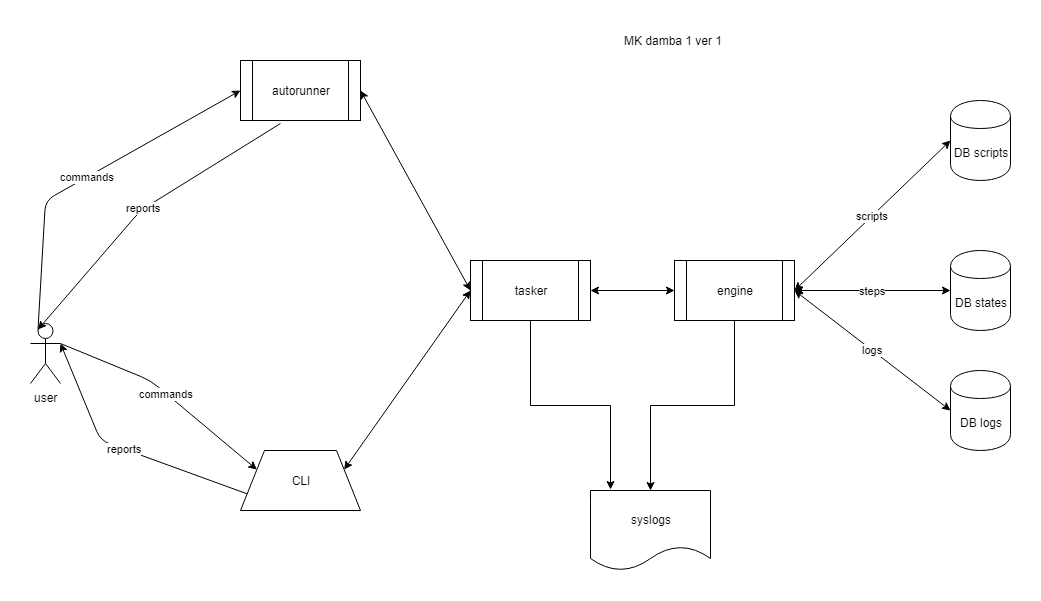 MK damba 1 ver 1
autorunner
DB scripts
commands
reports
scripts
tasker
engine
steps
DB states
logs
user
commands
DB logs
reports
CLI
syslogs